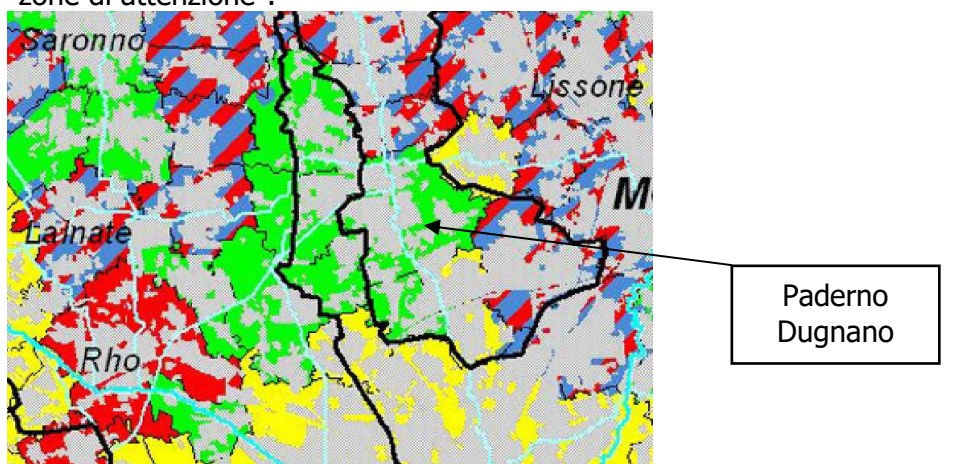 zone di attenzione".
Saronno
Lissone
M
Lainate
Rho
Paderno
Dugnano